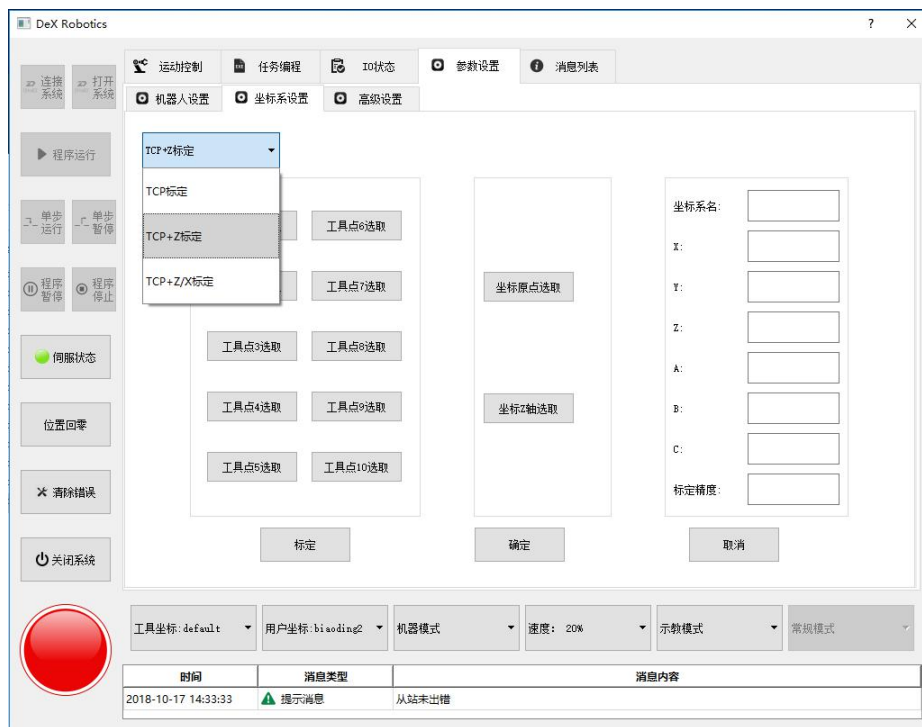 DeX Robotics
? ×
运动控制 任务编程 IO状态 参数设置 消息列表
机器人设置 坐标系设置 高级设置
连接系统 打开系统
程序运行
单步运行 单步暂停
程序暂停 程序停止
伺服状态
位置回零
清除错误
关闭系统
TCP+Z标定
TCP标定
TCP+Z标定
TCP+Z/X标定
工具点6选取
工具点7选取
工具点3选取 工具点8选取
工具点4选取 工具点9选取
工具点5选取 工具点10选取
坐标原点选取
坐标Z轴选取
坐标系名:
X:
Y:
Z:
A:
B:
C:
标定精度:
标定 确定 取消
工具坐标:default 用户坐标:biaoding2 机器模式 速度: 20% 示教模式 常规模式
时间 消息类型 消息内容
2018-10-17 14:33:33 提示消息 从站未出错